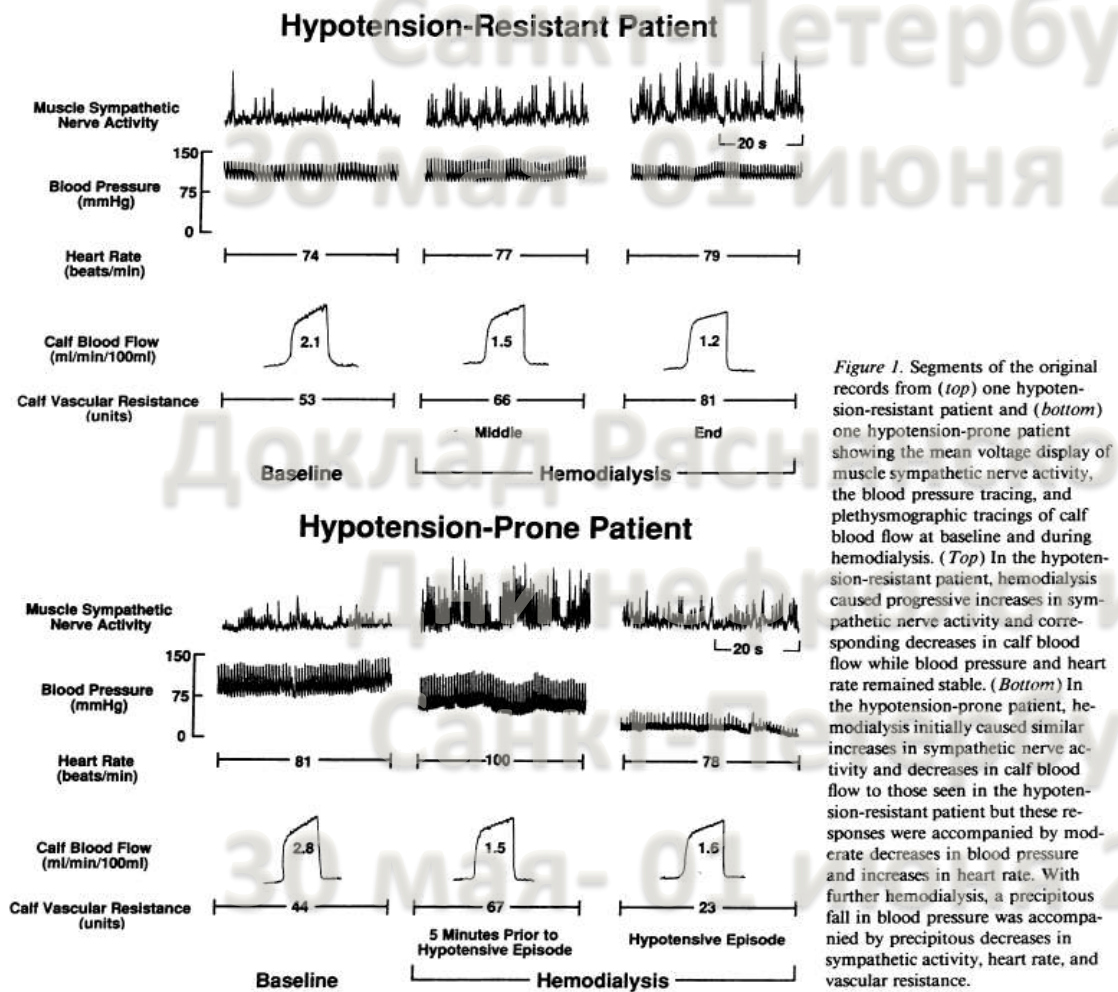 Санкт-Петербу
Hypotension-Resistant Patient
Muscle Sympathetic
Nerve Activity
20 s
30 мая- 01 июня 2
150
75
0
Blood Pressure
(mmHg)
Heart Rate
(beats/min)
74 77 79
Calf Blood Flow
(ml/min/100ml)
2.1 1.5 1.2
Calf Vascular Resistance
(units)
53 66 81
Middle End
Baseline Hemodialysis
Доклад
Hypotension-Prone Patient
Muscle Sympathetic
Nerve Activity
20 s
150
75
0
Blood Pressure
(mmHg)
Санкт-Петербу
Heart Rate
(beats/min)
81 100 78
Calf Blood Flow
(ml/min/100ml)
2.8 1.5 1.6
30 мая- 01
Calf Vascular Resistance
(units)
44 67 23
5 Minutes Prior to
Hypotensive Episode
Hypotensive Episode
Baseline Hemodialysis
Figure 1. Segments of the original
records from (top) one hypoten-
sion-resistant patient and (bottom)
one hypotension-prone patient
showing the mean voltage display of
muscle sympathetic nerve activity,
the blood pressure tracing, and
plethysmographic tracings of calf
blood flow at baseline and during
hemodialysis. (Top) In the hypoten-
sion-resistant patient, hemodialysis
caused progressive increases in sym-
pathetic nerve activity and corre-
sponding decreases in calf blood
flow while blood pressure and heart
rate remained stable. (Bottom) In
the hypotension-prone patient, he-
modialysis initially caused similar
increases in sympathetic nerve ac-
tivity and decreases in calf blood
flow to those seen in the hypoten-
sion-resistant patient but these re-
sponses were accompanied by mod-
erate decreases in blood pressure
and increases in heart rate. With
further hemodialysis, a precipitous
fall in blood pressure was accompa-
nied by precipitous decreases in
sympathetic activity, heart rate, and
vascular resistance.